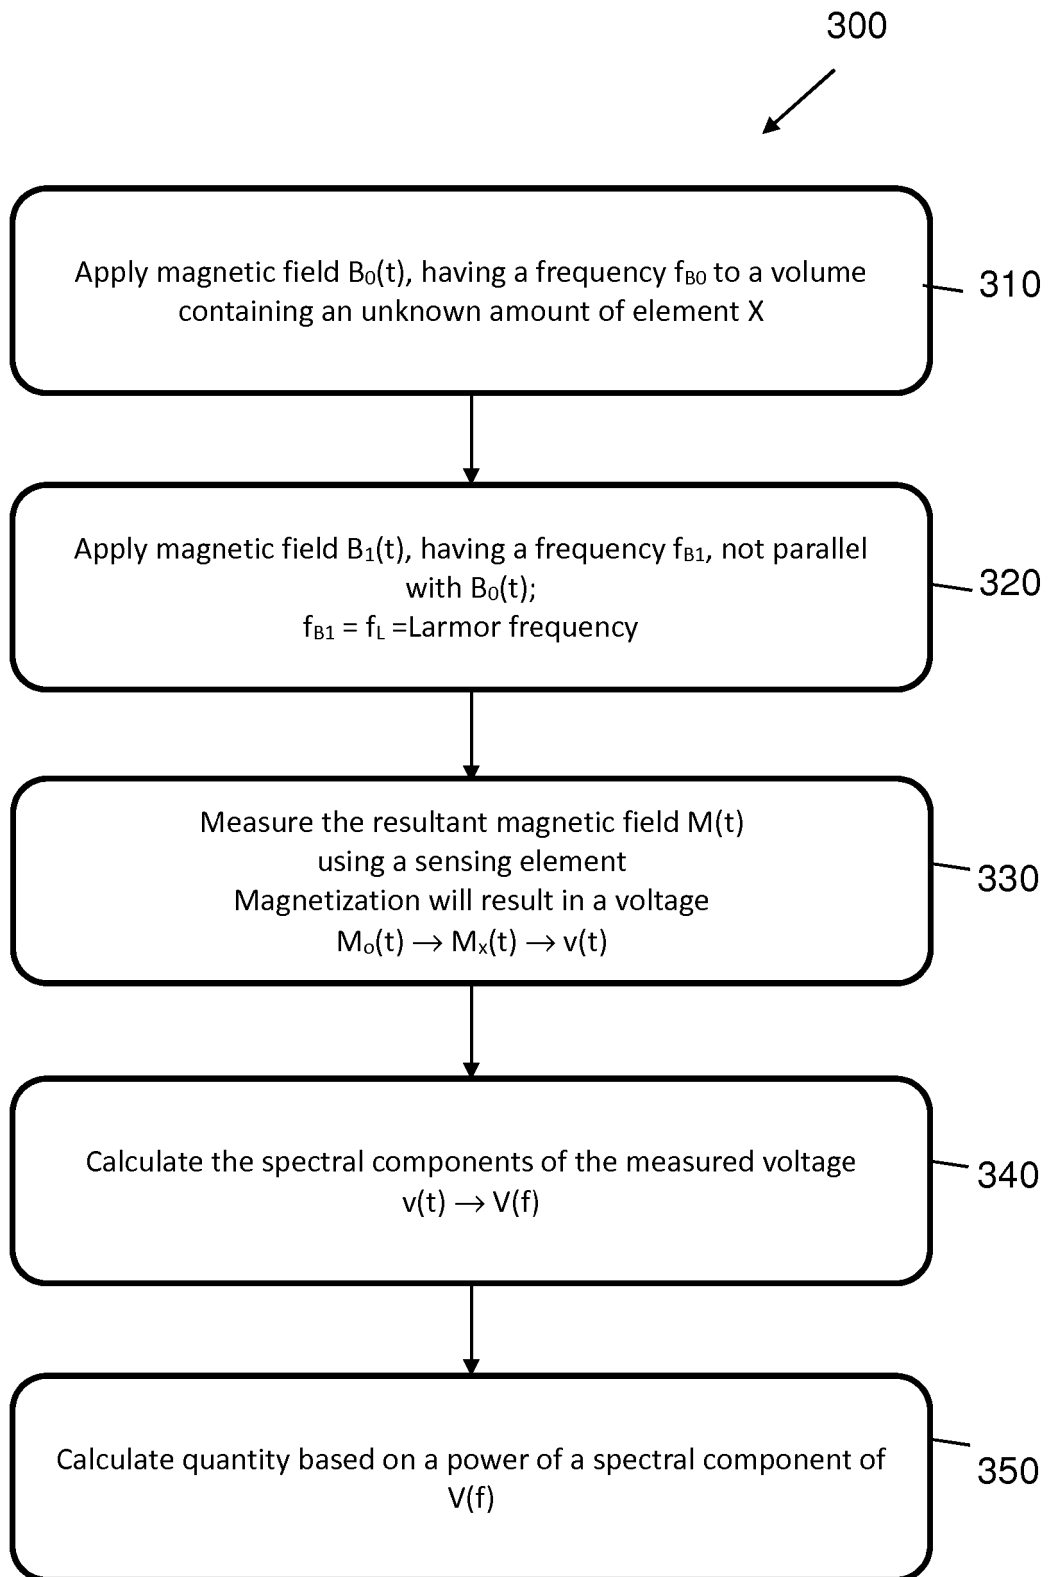 300
Apply magnetic field B₀(t), having a frequency f_B0 to a volume
containing an unknown amount of element X
310
Apply magnetic field B₁(t), having a frequency f_B1, not parallel
with B₀(t);
f_B1 = f_L =Larmor frequency
320
Measure the resultant magnetic field M(t)
using a sensing element
Magnetization will result in a voltage
Mₒ(t) → Mₓ(t) → v(t)
330
Calculate the spectral components of the measured voltage
v(t) → V(f)
340
Calculate quantity based on a power of a spectral component of
V(f)
350